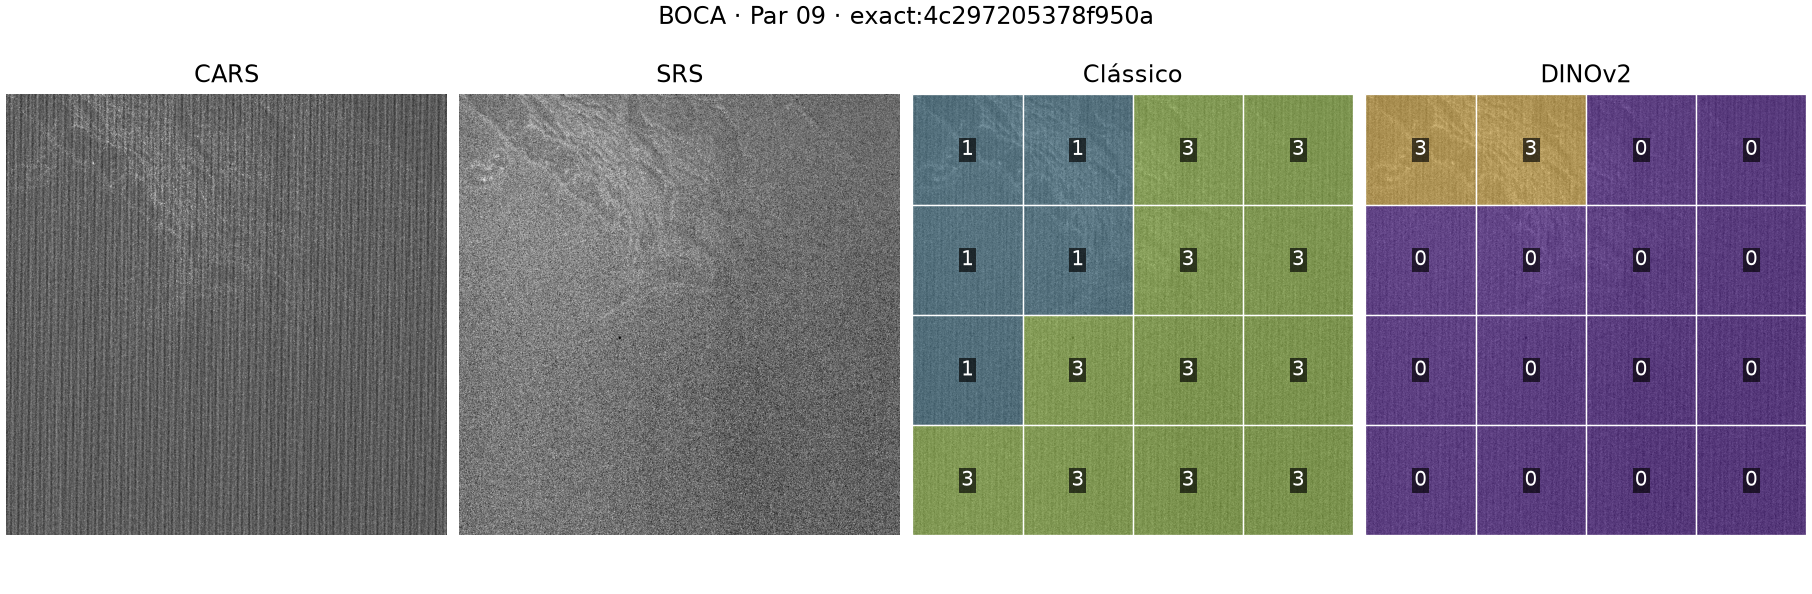 BOCA · Par 09 · exact:4c297205378f950a
CARS
SRS
Clássico
DINOv2
1 1 3 3
3 3 0 0
1 1 3 3
0 0 0 0
1 3 3 3
0 0 0 0
3 3 3 3
0 0 0 0